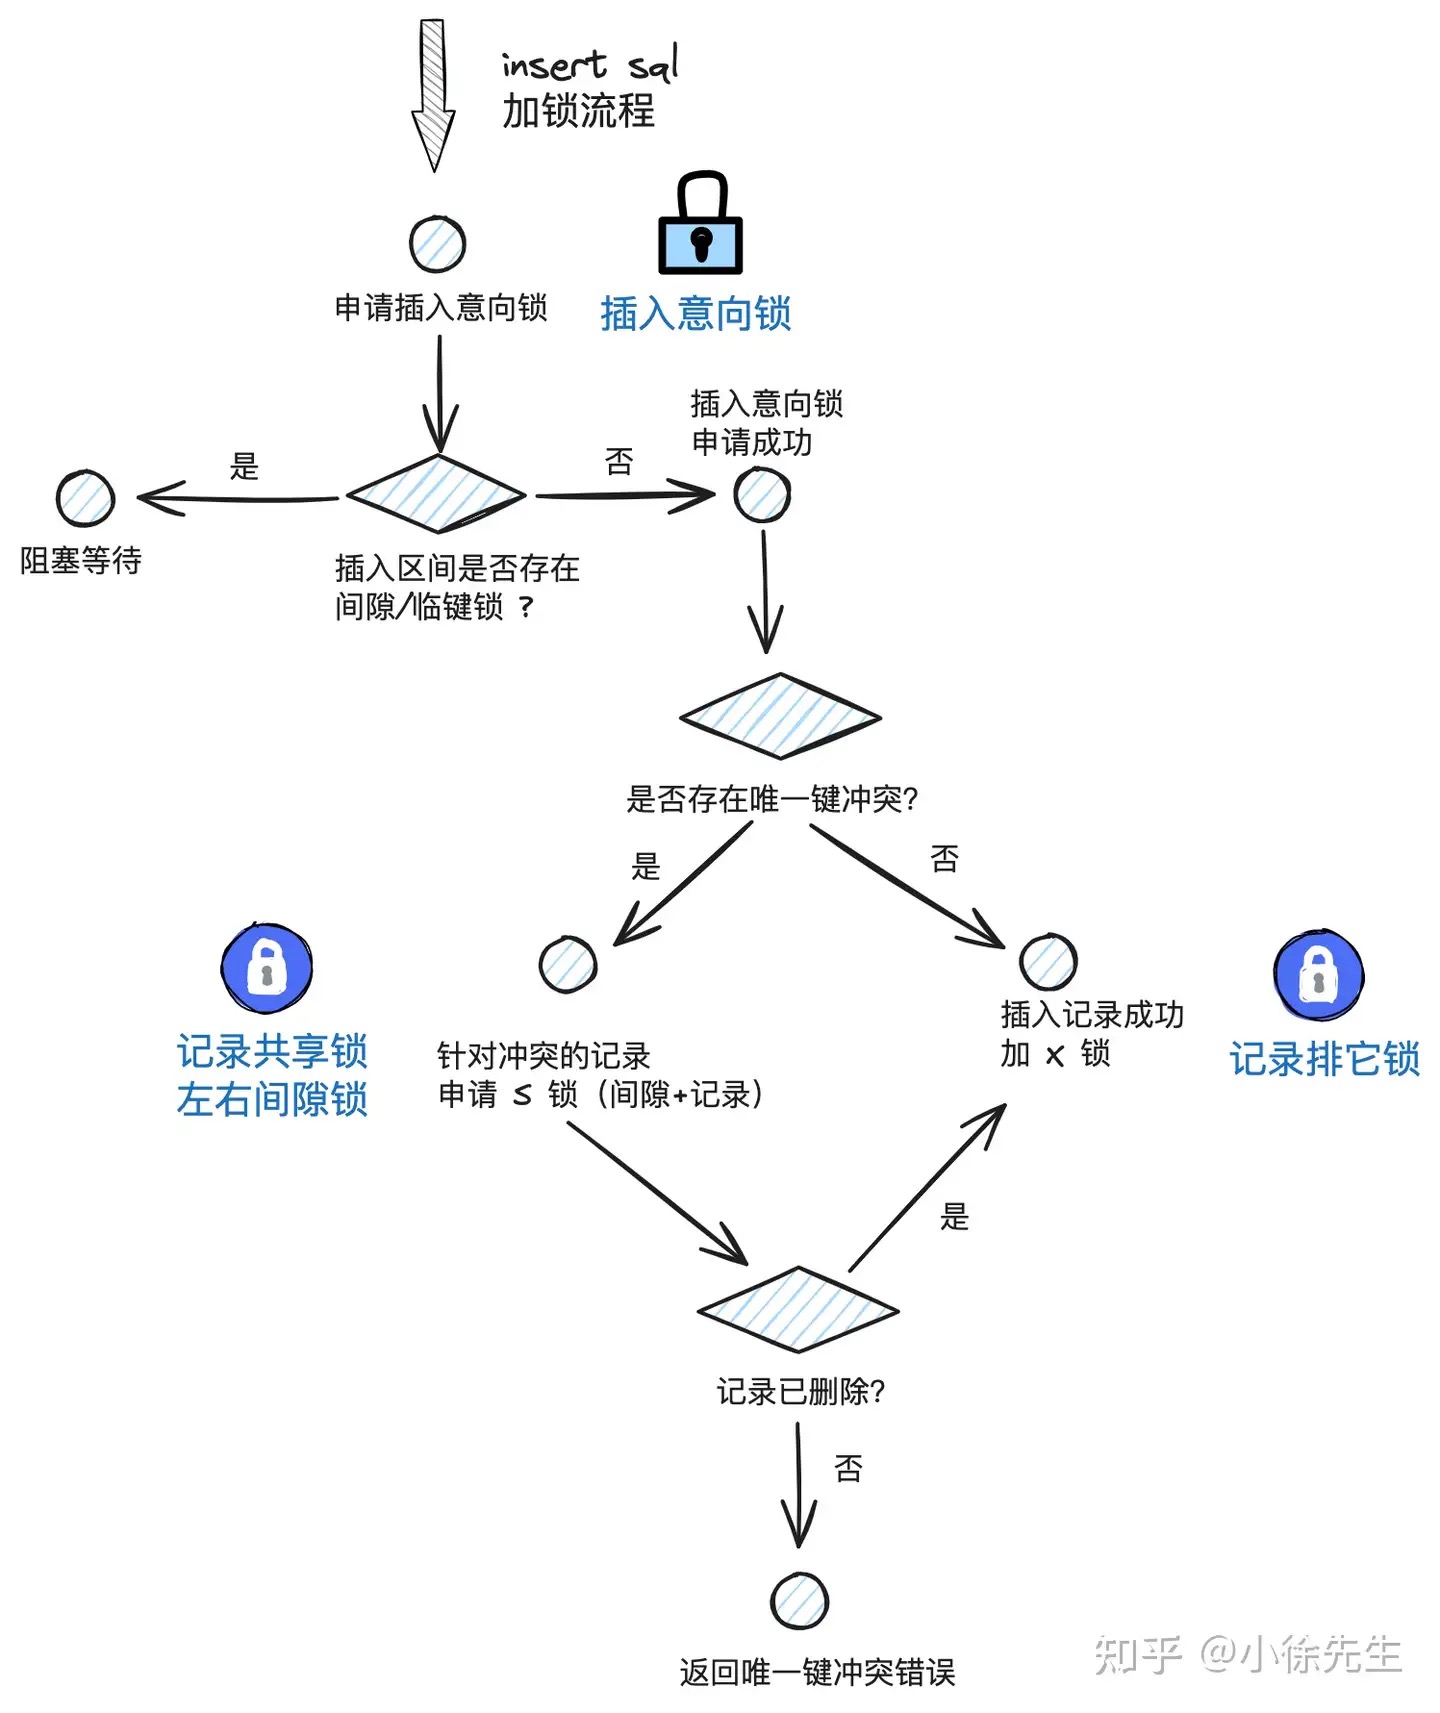 insert sql
加锁流程
申请插入意向锁
插入意向锁
插入意向锁
申请成功
是
否
阻塞等待
插入区间是否存在
间隙/临键锁 ?
是否存在唯一键冲突?
是
否
记录共享锁
左右间隙锁
针对冲突的记录
申请 S 锁（间隙+记录）
插入记录成功
加 X 锁
记录排它锁
是
记录已删除?
否
返回唯一键冲突错误
知乎 @小徐先生